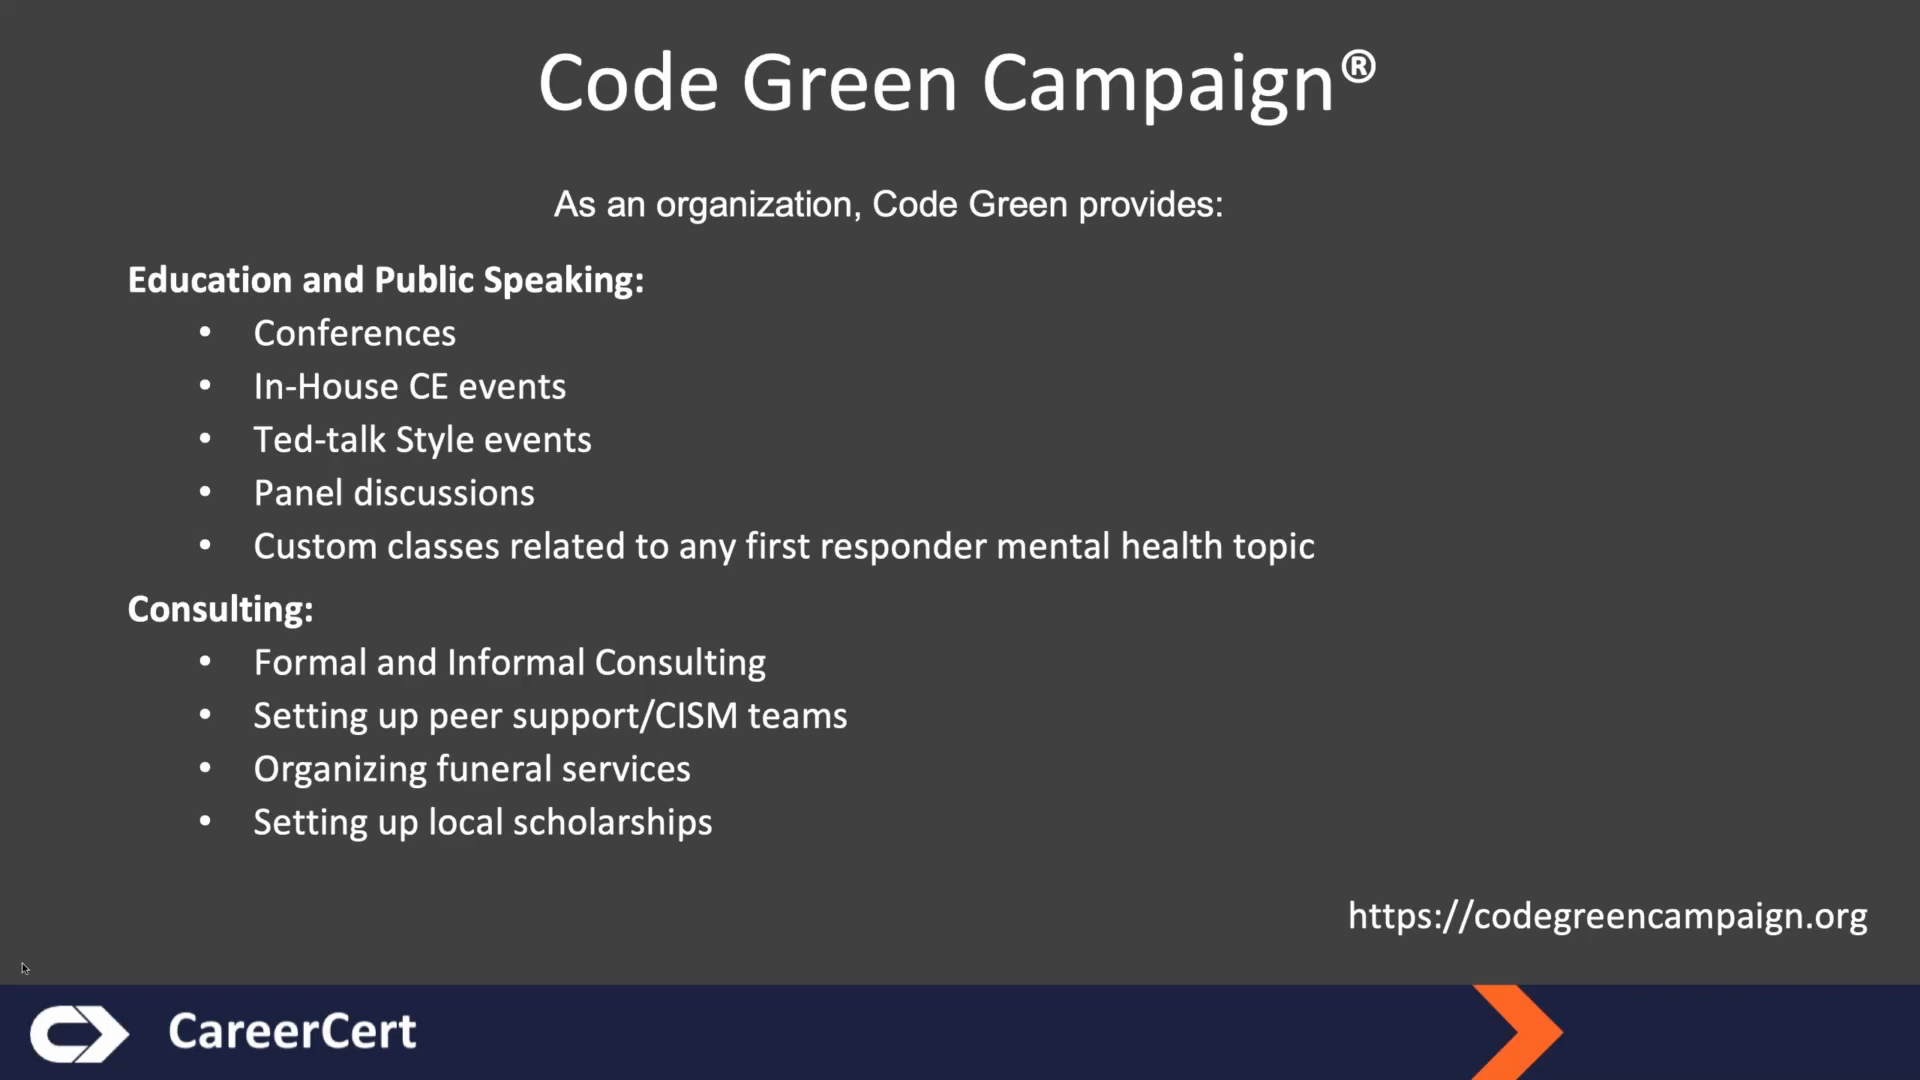 Code Green Campaign®
As an organization, Code Green provides:
Education and Public Speaking:
• Conferences
• In-House CE events
• Ted-talk Style events
• Panel discussions
• Custom classes related to any first responder mental health topic
Consulting:
• Formal and Informal Consulting
• Setting up peer support/CISM teams
• Organizing funeral services
• Setting up local scholarships
https://codegreencampaign.org
CareerCert